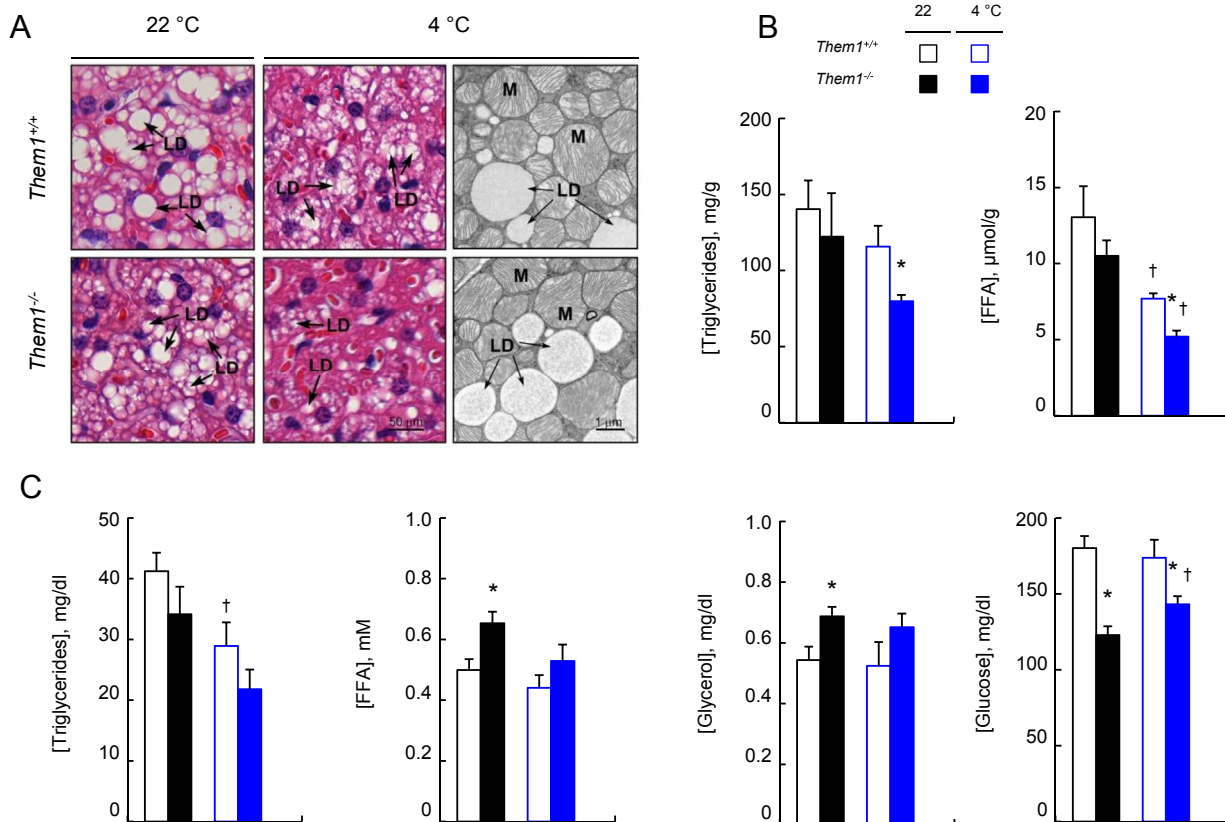 A
22 °C
4 °C
Them1+/+
Them1-/-
LD
LD
LD
LD
M
M
LD
LD
LD
LD
LD
50 µm
M
M
LD
1 µm
B
22
4 °C
Them1+/+
Them1-/-
[Triglycerides], mg/g
200
150
100
50
0
*
[FFA], µmol/g
20
15
10
5
0
†
* †
C
[Triglycerides], mg/dl
50
40
30
20
10
0
†
[FFA], mM
1.0
0.8
0.6
0.4
0.2
0
*
[Glycerol], mg/dl
1.0
0.8
0.6
0.4
0.2
0
*
[Glucose], mg/dl
200
150
100
50
0
*
* †